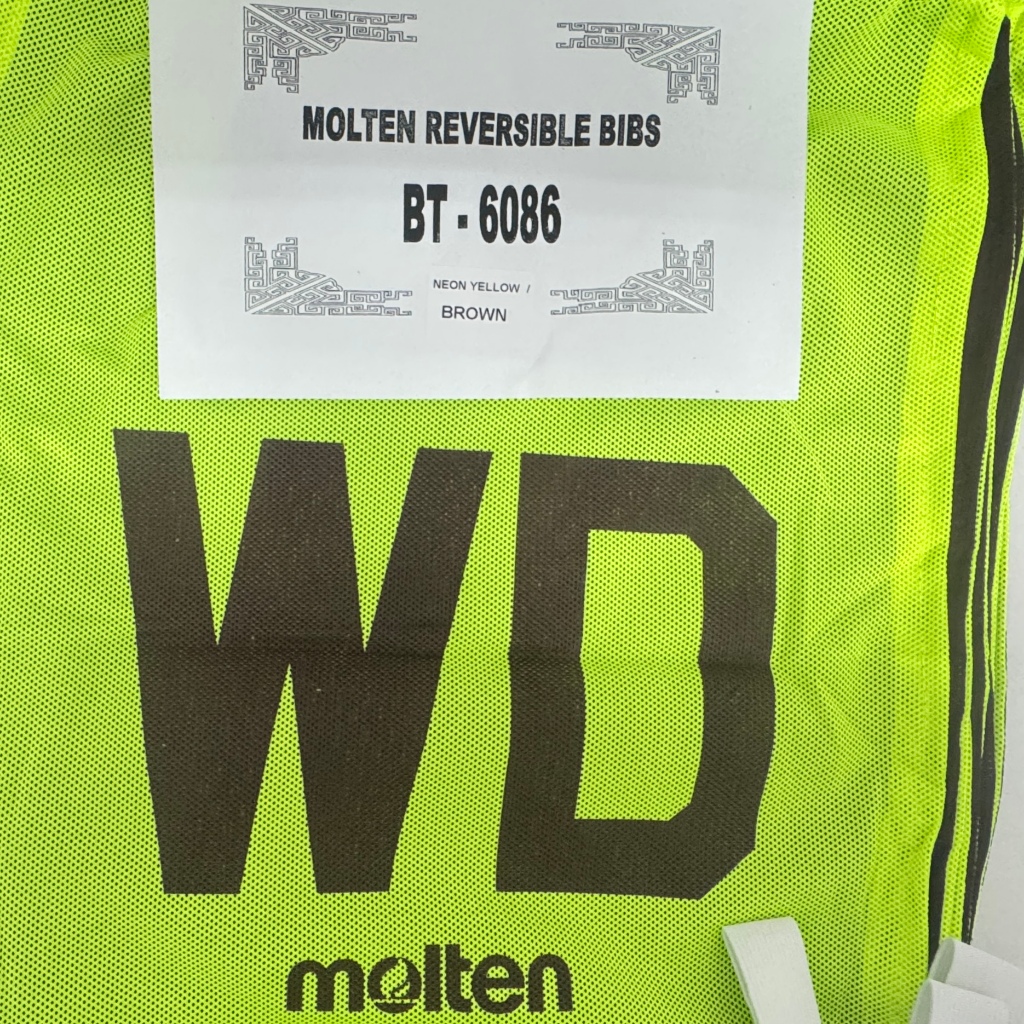 MOLTEN REVERSIBLE BIBS
BT - 6086
NEON YELLOW /
BROWN
WD
molten